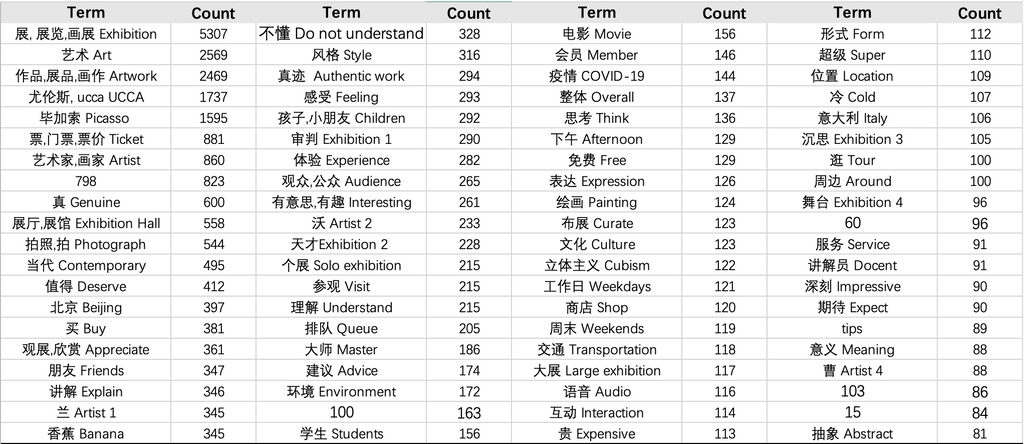 Term Count Term Count Term Count Term Count
展, 展览,画展 Exhibition 5307 不懂 Do not understand 328 电影 Movie 156 形式 Form 112
艺术 Art 2569 风格 Style 316 会员 Member 146 超级 Super 110
作品,展品,画作 Artwork 2469 真迹 Authentic work 294 疫情 COVID-19 144 位置 Location 109
尤伦斯, ucca UCCA 1737 感受 Feeling 293 整体 Overall 137 冷 Cold 107
毕加索 Picasso 1595 孩子,小朋友 Children 292 思考 Think 136 意大利 Italy 106
票,门票,票价 Ticket 881 审判 Exhibition 1 290 下午 Afternoon 129 沉思 Exhibition 3 105
艺术家,画家 Artist 860 体验 Experience 282 免费 Free 129 逛 Tour 100
798 823 观众,公众 Audience 265 表达 Expression 126 周边 Around 100
真 Genuine 600 有意思,有趣 Interesting 261 绘画 Painting 124 舞台 Exhibition 4 96
展厅,展馆 Exhibition Hall 558 沃 Artist 2 233 布展 Curate 123 60 96
拍照,拍 Photograph 544 天才Exhibition 2 228 文化 Culture 123 服务 Service 91
当代 Contemporary 495 个展 Solo exhibition 215 立体主义 Cubism 122 讲解员 Docent 91
值得 Deserve 412 参观 Visit 215 工作日 Weekdays 121 深刻 Impressive 90
北京 Beijing 397 理解 Understand 215 商店 Shop 120 期待 Expect 90
买 Buy 381 排队 Queue 205 周末 Weekends 119 tips 89
观展,欣赏 Appreciate 361 大师 Master 186 交通 Transportation 118 意义 Meaning 88
朋友 Friends 347 建议 Advice 174 大展 Large exhibition 117 曹 Artist 4 88
讲解 Explain 346 环境 Environment 172 语音 Audio 116 103 86
兰 Artist 1 345 100 163 互动 Interaction 114 15 84
香蕉 Banana 345 学生 Students 156 贵 Expensive 113 抽象 Abstract 81